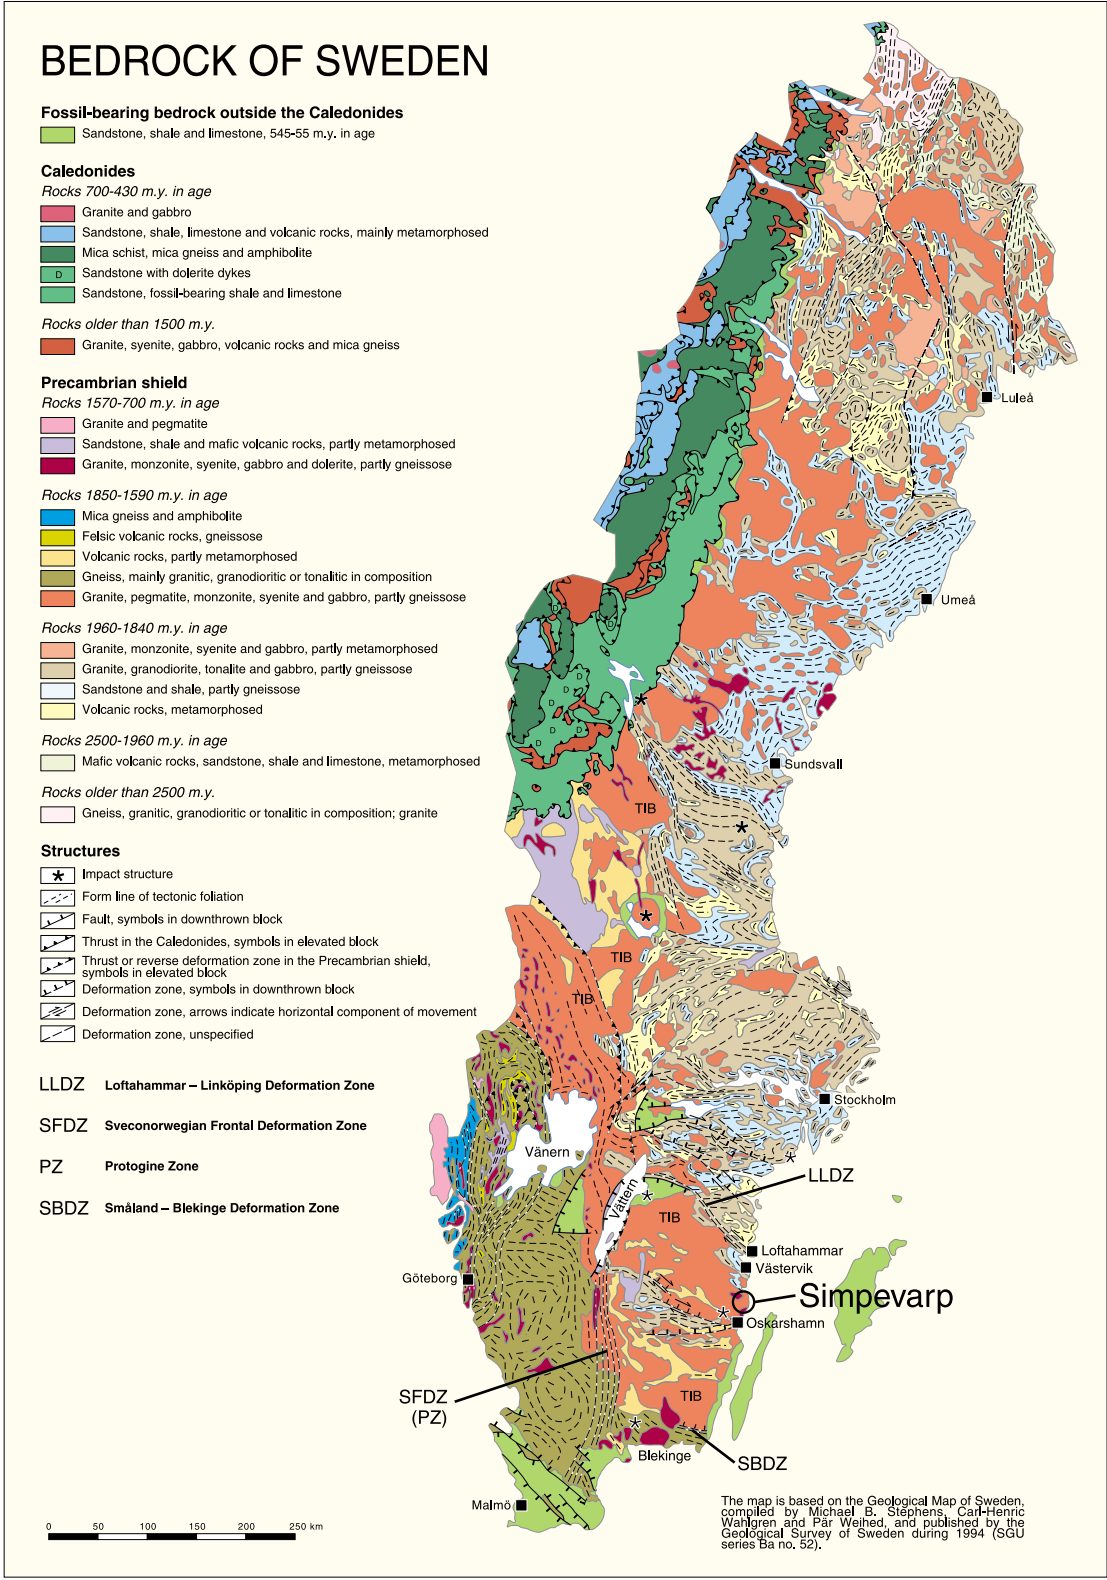 BEDROCK OF SWEDEN
Fossil-bearing bedrock outside the Caledonides
Sandstone, shale and limestone, 545-55 m.y. in age
Caledonides
Rocks 700-430 m.y. in age
Granite and gabbro
Sandstone, shale, limestone and volcanic rocks, mainly metamorphosed
Mica schist, mica gneiss and amphibolite
D Sandstone with dolerite dykes
Sandstone, fossil-bearing shale and limestone
Rocks older than 1500 m.y.
Granite, syenite, gabbro, volcanic rocks and mica gneiss
Precambrian shield
Rocks 1570-700 m.y. in age
Granite and pegmatite
Sandstone, shale and mafic volcanic rocks, partly metamorphosed
Granite, monzonite, syenite, gabbro and dolerite, partly gneissose
Rocks 1850-1590 m.y. in age
Mica gneiss and amphibolite
Felsic volcanic rocks, gneissose
Volcanic rocks, partly metamorphosed
Gneiss, mainly granitic, granodioritic or tonalitic in composition
Granite, pegmatite, monzonite, syenite and gabbro, partly gneissose
Rocks 1960-1840 m.y. in age
Granite, monzonite, syenite and gabbro, partly metamorphosed
Granite, granodiorite, tonalite and gabbro, partly gneissose
Sandstone and shale, partly gneissose
Volcanic rocks, metamorphosed
Rocks 2500-1960 m.y. in age
Mafic volcanic rocks, sandstone, shale and limestone, metamorphosed
Rocks older than 2500 m.y.
Gneiss, granitic, granodioritic or tonalitic in composition; granite
Structures
Impact structure
Form line of tectonic foliation
Fault, symbols in downthrown block
Thrust in the Caledonides, symbols in elevated block
Thrust or reverse deformation zone in the Precambrian shield,
symbols in elevated block
Deformation zone, symbols in downthrown block
Deformation zone, arrows indicate horizontal component of movement
Deformation zone, unspecified
LLDZ Loftahammar – Linköping Deformation Zone
SFDZ Sveconorwegian Frontal Deformation Zone
PZ Protogine Zone
SBDZ Småland – Blekinge Deformation Zone
Luleå
Umeå
D
D
D
D
D
D
D
D
D
D
Sundsvall
TIB
TIB
TIB
Stockholm
Vänern
LLDZ
Vättern
TIB
Loftahammar
Västervik
Göteborg
Simpevarp
Oskarshamn
SFDZ
(PZ)
TIB
Blekinge
SBDZ
Malmö
0 50 100 150 200 250 km
The map is based on the Geological Map of Sweden,
compiled by Michael B. Stephens, Carl-Henric
Wahlgren and Pär Weihed, and published by the
Geological Survey of Sweden during 1994 (SGU
series Ba no. 52).